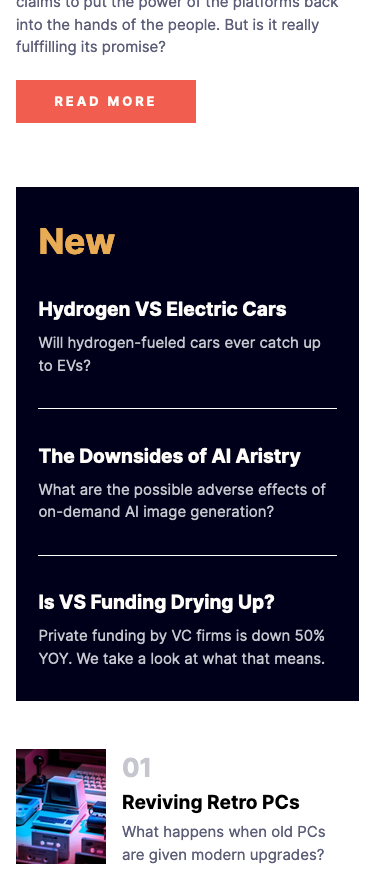 claims to put the power of the platforms back
into the hands of the people. But is it really
fulffilling its promise?
READ MORE
New
Hydrogen VS Electric Cars
Will hydrogen-fueled cars ever catch up
to EVs?
The Downsides of AI Aristry
What are the possible adverse effects of
on-demand AI image generation?
Is VS Funding Drying Up?
Private funding by VC firms is down 50%
YOY. We take a look at what that means.
01
Reviving Retro PCs
What happens when old PCs
are given modern upgrades?